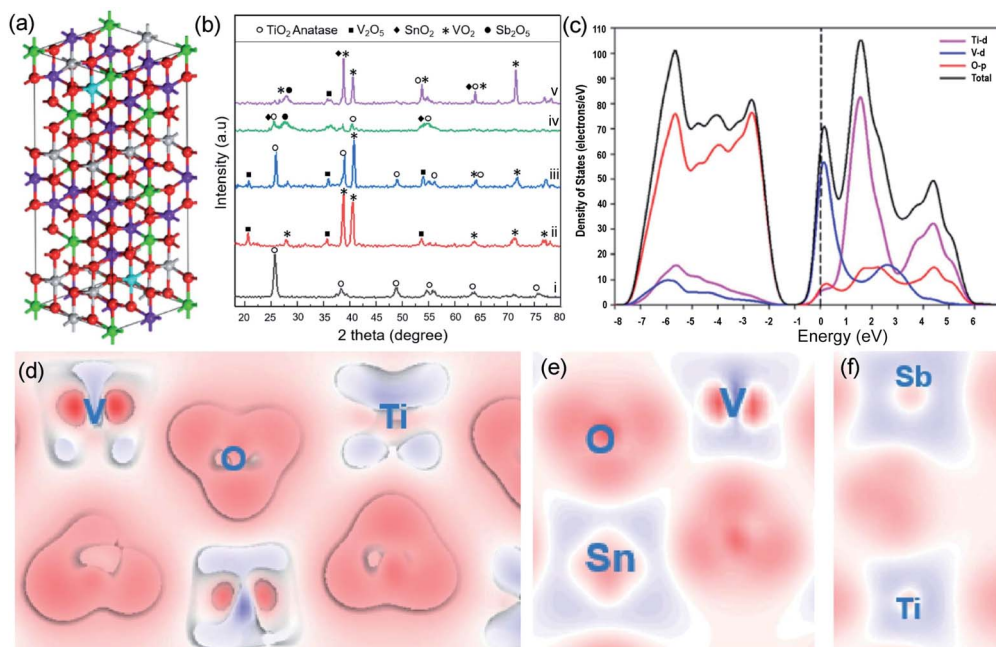 (a)
(b)
○ TiO2 Anatase ■ V2O5 ♦ SnO2 * VO2 ● Sb2O5
v
iv
iii
ii
i
Intensity (a.u)
20 25 30 35 40 45 50 55 60 65 70 75 80
2 theta (degree)
(c)
Ti-d
V-d
O-p
Total
Density of States (electrons/eV)
110
100
90
80
70
60
50
40
30
20
10
0
-8 -7 -6 -5 -4 -3 -2 -1 0 1 2 3 4 5 6 7
Energy (eV)
(d)
V
O
Ti
(e)
O
V
Sn
(f)
Sb
Ti